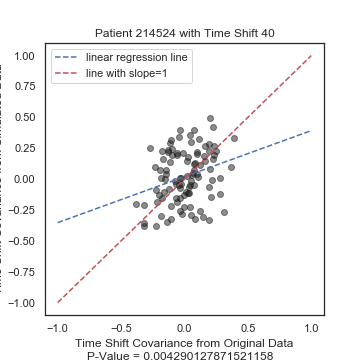 Patient 214524 with Time Shift 40
linear regression line
line with slope=1
1.00
0.75
0.50
0.25
0.00
−0.25
−0.50
−0.75
−1.00
−1.0
−0.5
0.0
0.5
1.0
Time Shift Covariance from Original Data
P-Value = 0.004290127871521158